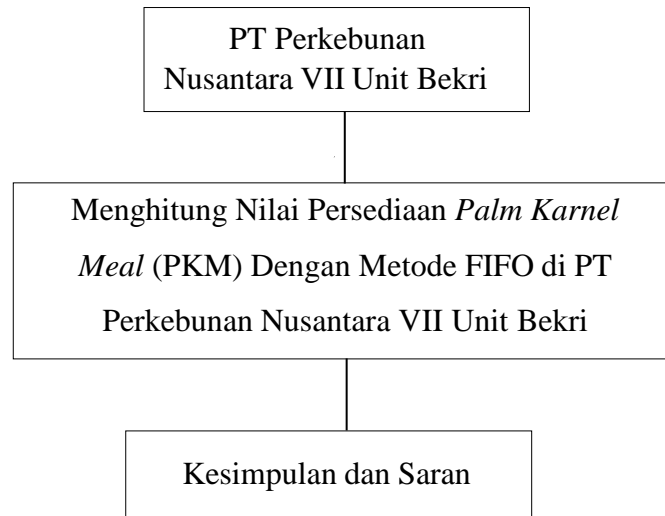 PT Perkebunan
Nusantara VII Unit Bekri
Menghitung Nilai Persediaan Palm Karnel
Meal (PKM) Dengan Metode FIFO di PT
Perkebunan Nusantara VII Unit Bekri
Kesimpulan dan Saran